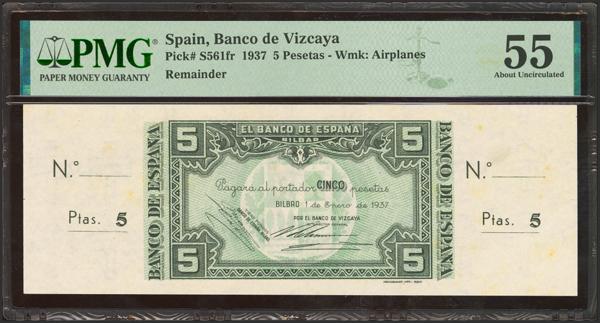 PMG
PAPER MONEY GUARANTY
Spain, Banco de Vizcaya
Pick# S561fr 1937 5 Pesetas - Wmk: Airplanes
Remainder
55
About Uncirculated
N.º
Ptas. 5
BANCO DE ESPAÑA
5
EL BANCO DE ESPAÑA
BILBAO
5
Pagará al portador CINCO pesetas
BILBAO 1 de Enero de 1937
POR EL BANCO DE VIZCAYA
5
5
BANCO DE ESPAÑA
N.º
Ptas. 5